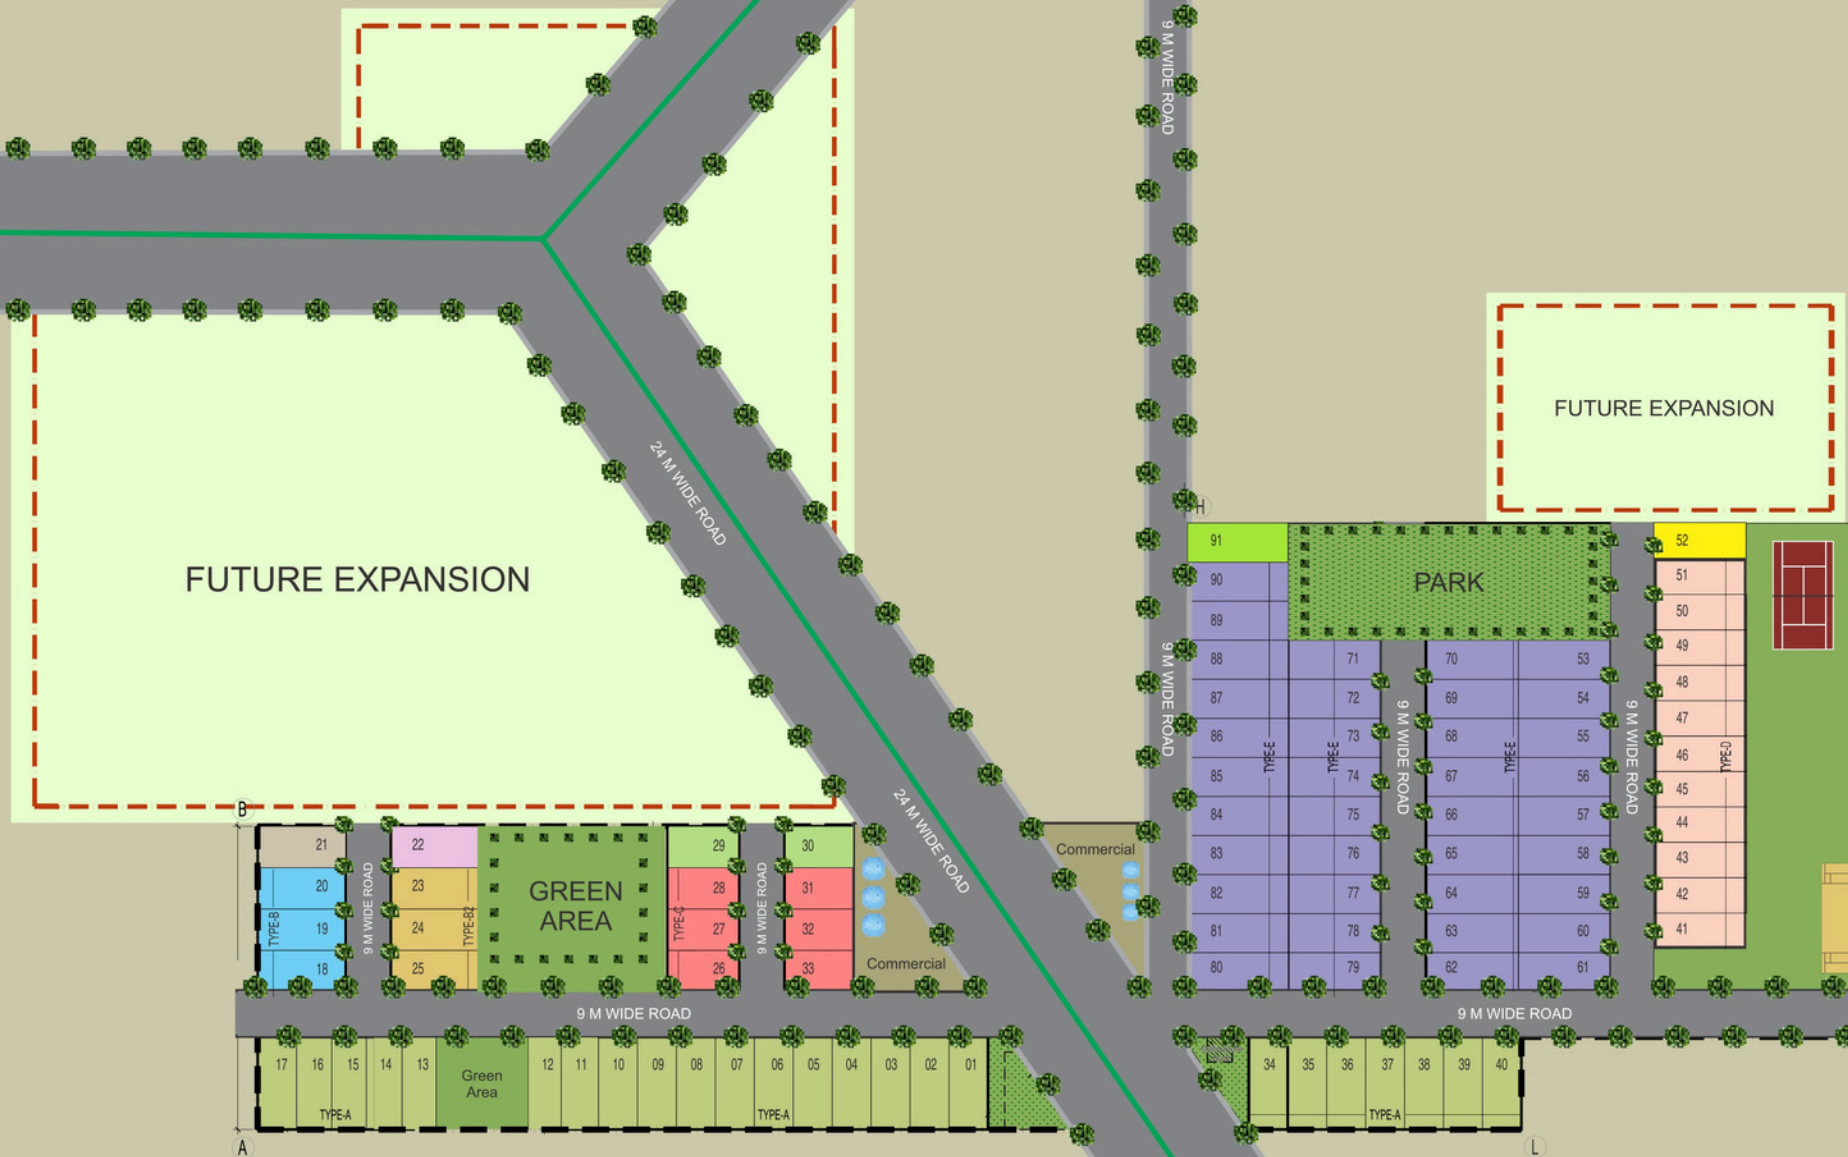 9 M WIDE ROAD
FUTURE EXPANSION
24 M WIDE ROAD
H
91
PARK
52
90
51
FUTURE EXPANSION
50
89
49
88
71
70
53
48
87
72
69
54
47
86
73
68
55
46
85
74
67
56
45
84
75
66
57
44
83
76
65
58
43
82
77
64
59
42
81
78
63
60
41
80
79
62
61
TYPE-E
TYPE-E
TYPE-E
TYPE-D
9 M WIDE ROAD
9 M WIDE ROAD
9 M WIDE ROAD
24 M WIDE ROAD
B
21
22
29
30
Commercial
20
23
GREEN
AREA
28
31
19
24
27
32
18
25
26
33
TYPE-B
TYPE-B2
TYPE-C
9 M WIDE ROAD
9 M WIDE ROAD
Commercial
9 M WIDE ROAD
9 M WIDE ROAD
17
16
15
14
13
Green
Area
12
11
10
09
08
07
06
05
04
03
02
01
34
35
36
37
38
39
40
TYPE-A
TYPE-A
TYPE-A
A
L